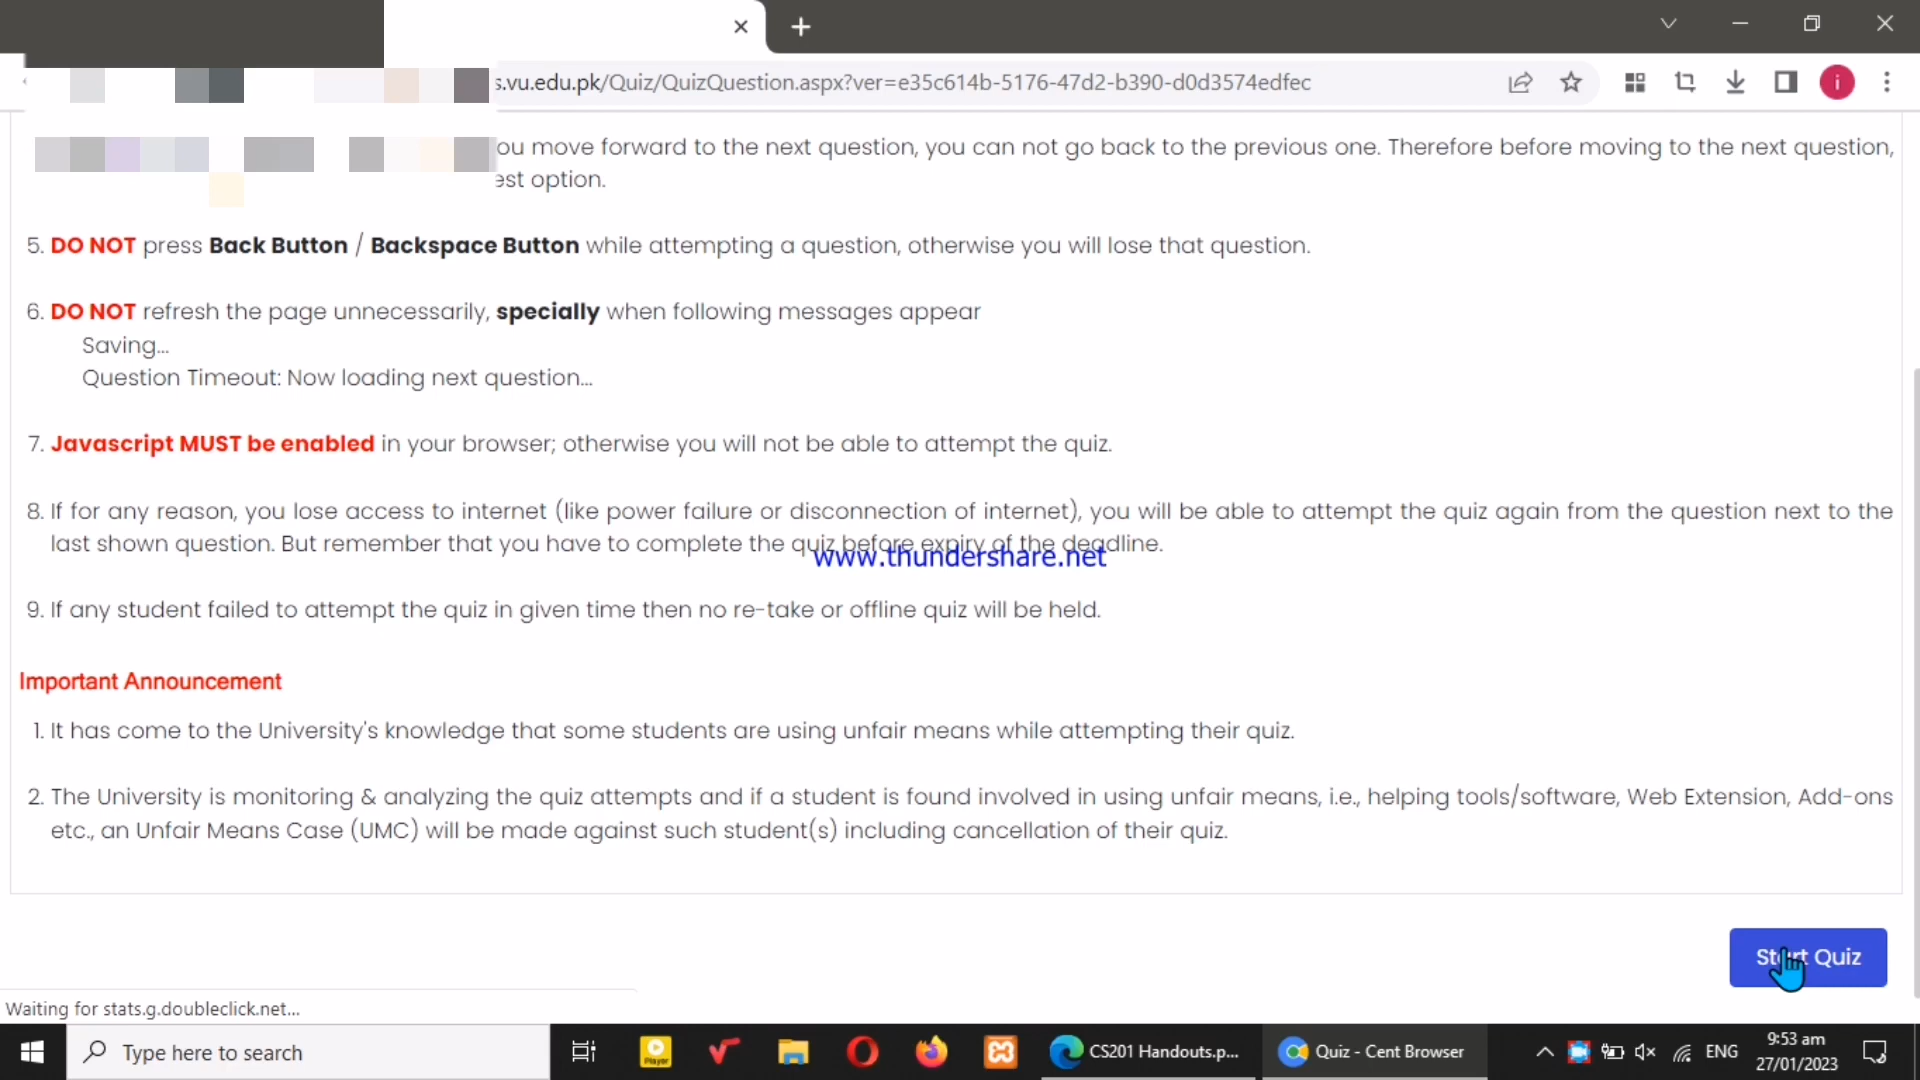 s.vu.edu.pk/Quiz/QuizQuestion.aspx?ver=e35c614b-5176-47d2-b390-d0d3574edfec
i
ou move forward to the next question, you can not go back to the previous one. Therefore before moving to the next question,
est option.
5. DO NOT press Back Button / Backspace Button while attempting a question, otherwise you will lose that question.
6. DO NOT refresh the page unnecessarily, specially when following messages appear
Saving...
Question Timeout: Now loading next question...
7. Javascript MUST be enabled in your browser; otherwise you will not be able to attempt the quiz.
8. If for any reason, you lose access to internet (like power failure or disconnection of internet), you will be able to attempt the quiz again from the question next to the
last shown question. But remember that you have to complete the quiz before expiry of the deadline.
www.thundershare.net
9. If any student failed to attempt the quiz in given time then no re-take or offline quiz will be held.
Important Announcement
1. It has come to the University's knowledge that some students are using unfair means while attempting their quiz.
2. The University is monitoring & analyzing the quiz attempts and if a student is found involved in using unfair means, i.e., helping tools/software, Web Extension, Add-ons
etc., an Unfair Means Case (UMC) will be made against such student(s) including cancellation of their quiz.
Start Quiz
Waiting for stats.g.doubleclick.net...
Type here to search
Player
CS201 Handouts.p...
Quiz - Cent Browser
ENG
9:53 am
27/01/2023